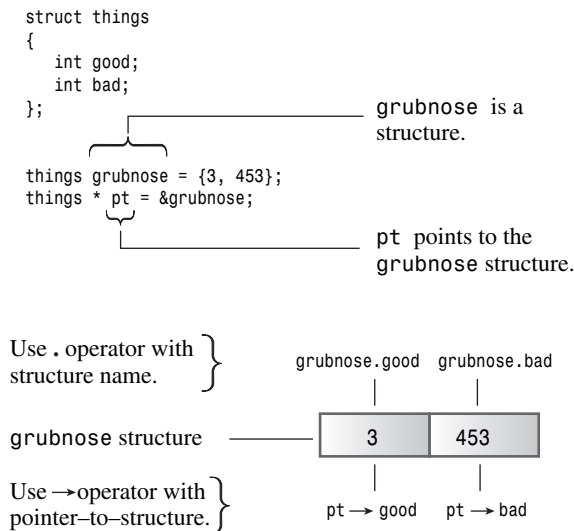 struct things
{
int good;
int bad;
};
grubnose is a
structure.
things grubnose = {3, 453};
things * pt = &grubnose;
pt points to the
grubnose structure.
Use . operator with
structure name.
grubnose.good grubnose.bad
grubnose structure
3 453
Use →operator with
pointer–to–structure.
pt → good pt → bad